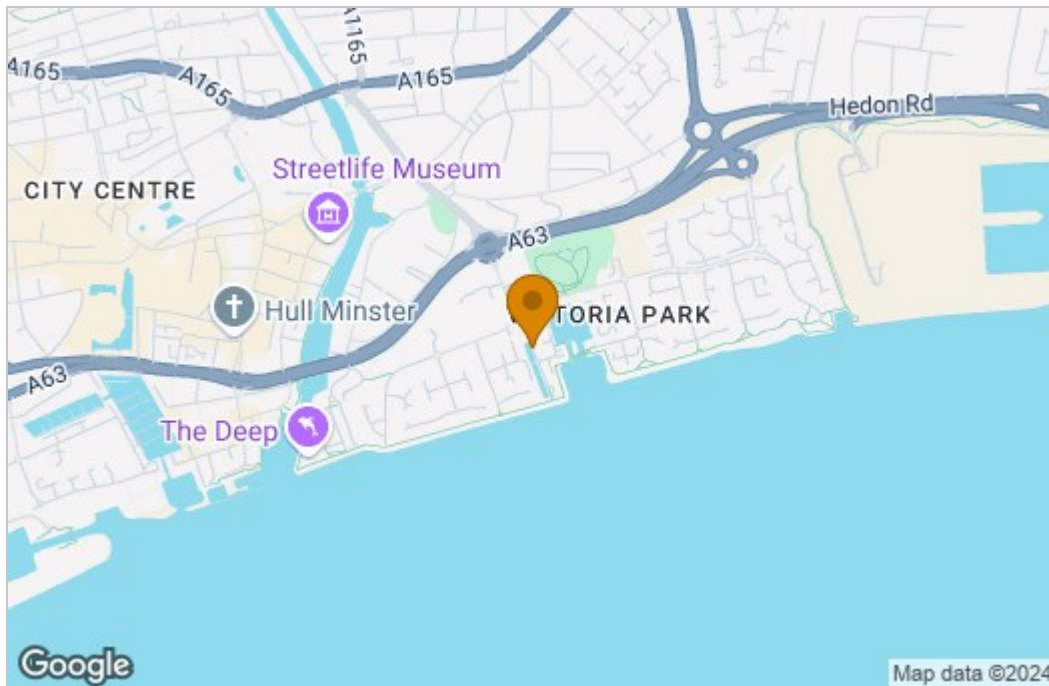 A1165
A165
A165
A165
Hedon Rd
Streetlife Museum
CITY CENTRE
A63
Hull Minster
TORIA PARK
A63
The Deep
Google
Map data ©2024